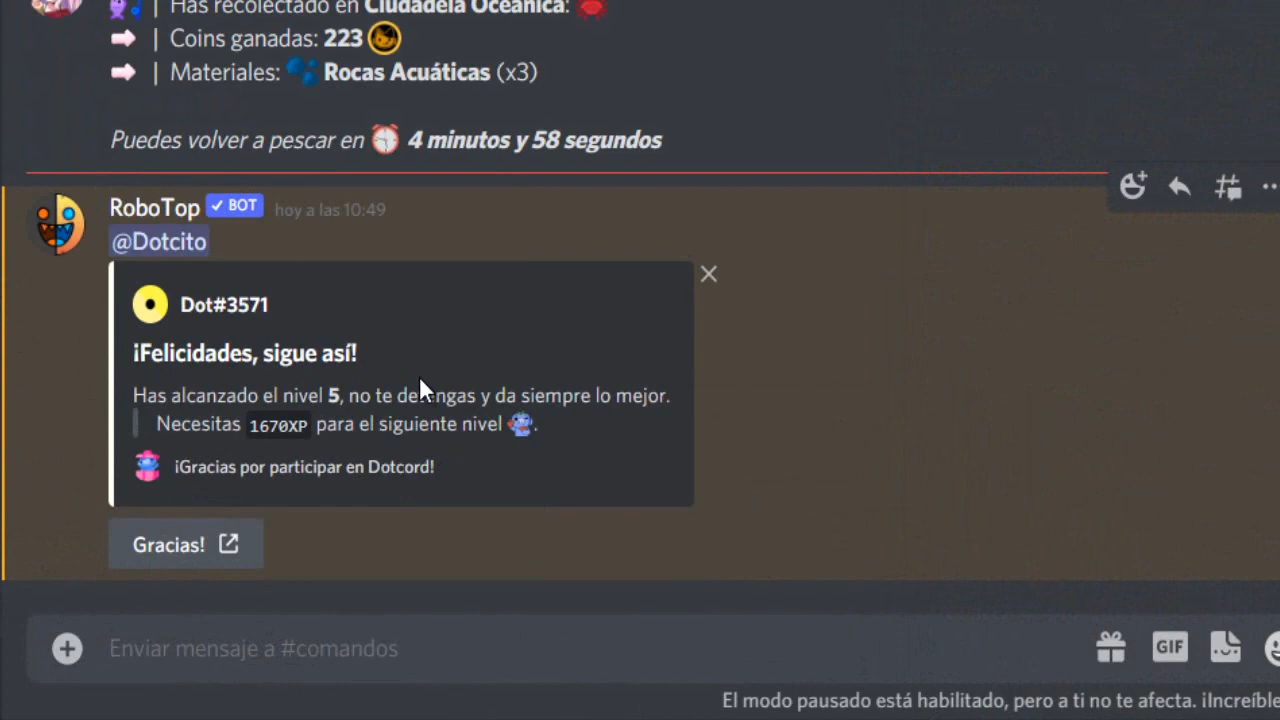 | Has recolectado en Ciudadela Oceánica:
| Coins ganadas: 223
| Materiales: Rocas Acuáticas (x3)
Puedes volver a pescar en 4 minutos y 58 segundos
RoboTop ✓ BOT hoy a las 10:49
@Dotcito
Dot#3571
¡Felicidades, sigue así!
Has alcanzado el nivel 5, no te detengas y da siempre lo mejor.
Necesitas 1670XP para el siguiente nivel .
¡Gracias por participar en Dotcord!
Gracias!
Enviar mensaje a #comandos
GIF
El modo pausado está habilitado, pero a ti no te afecta. ¡Increíble